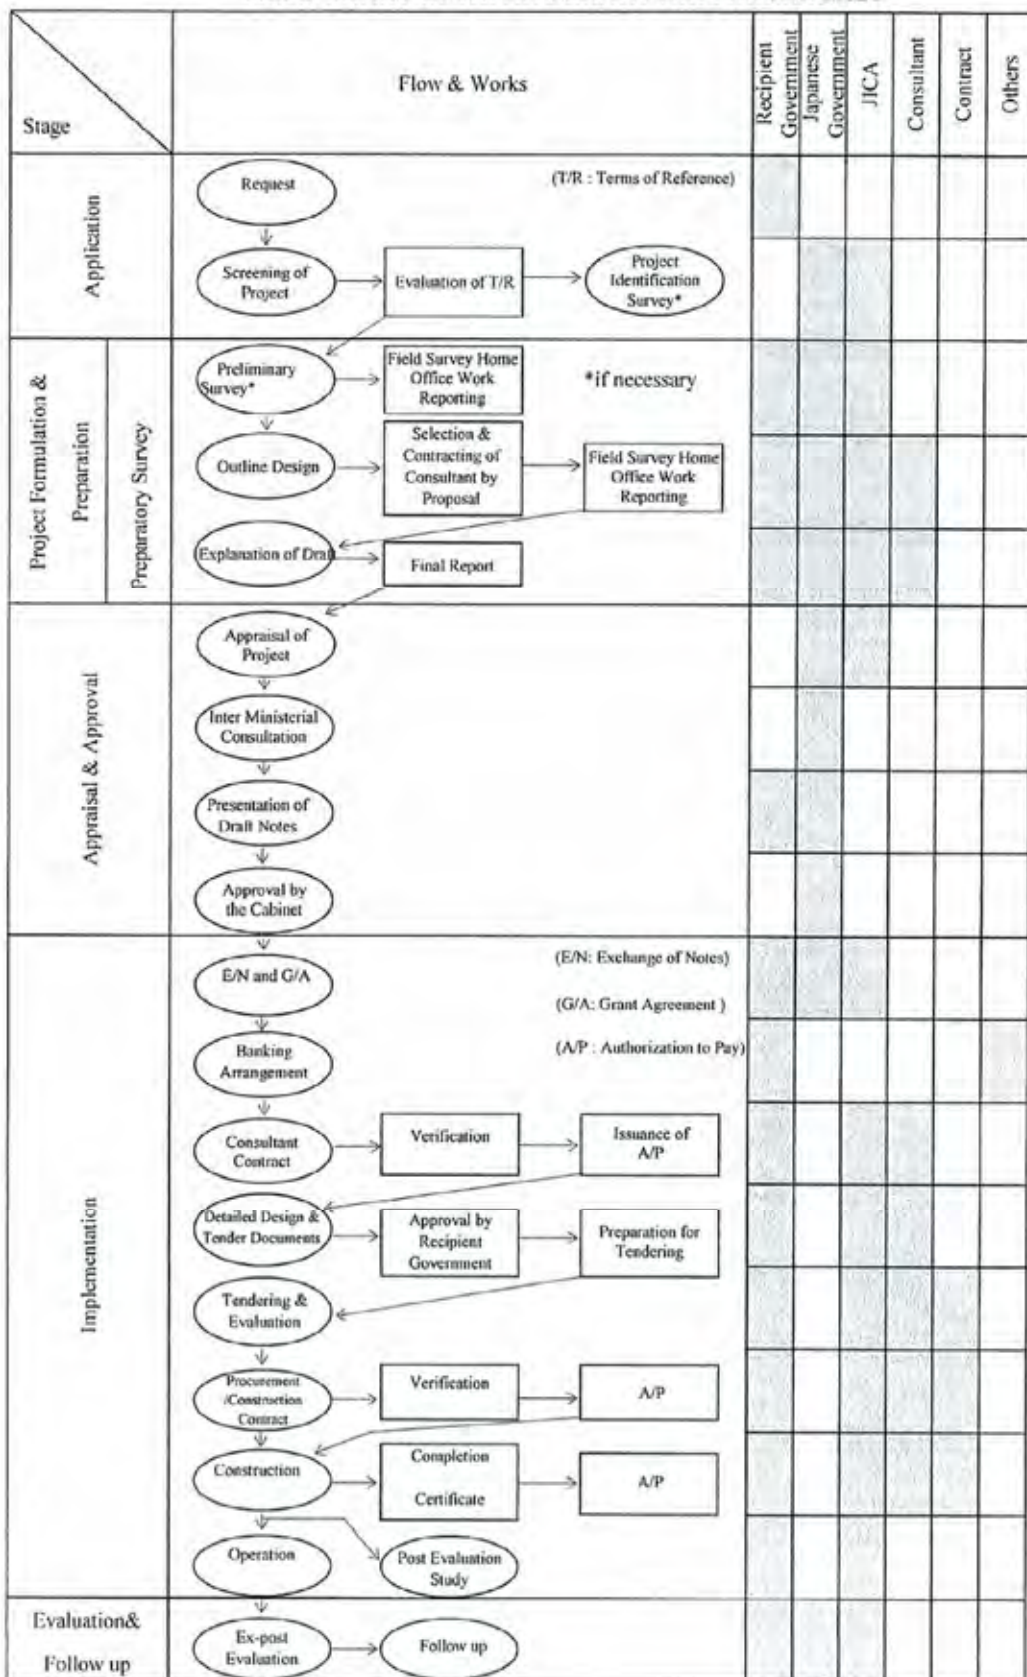 Stage
Flow & Works
Recipient
Government
Japanese
Government
JICA
Consultant
Contract
Others
Application
Request
(T/R : Terms of Reference)
Screening of
Project
Evaluation of T/R
Project
Identification
Survey*
Project Formulation &
Preparation
Preparatory Survey
Preliminary
Survey*
Field Survey Home
Office Work
Reporting
*if necessary
Outline Design
Selection &
Contracting of
Consultant by
Proposal
Field Survey Home
Office Work
Reporting
Explanation of Draft
Final Report
Appraisal & Approval
Appraisal of
Project
Inter Ministerial
Consultation
Presentation of
Draft Notes
Approval by
the Cabinet
Implementation
E/N and G/A
(E/N: Exchange of Notes)
(G/A: Grant Agreement )
(A/P : Authorization to Pay)
Banking
Arrangement
Consultant
Contract
Verification
Issuance of
A/P
Detailed Design &
Tender Documents
Approval by
Recipient
Government
Preparation for
Tendering
Tendering &
Evaluation
Procurement
/Construction
Contract
Verification
A/P
Construction
Completion
Certificate
A/P
Operation
Post Evaluation
Study
Evaluation&
Follow up
Ex-post
Evaluation
Follow up